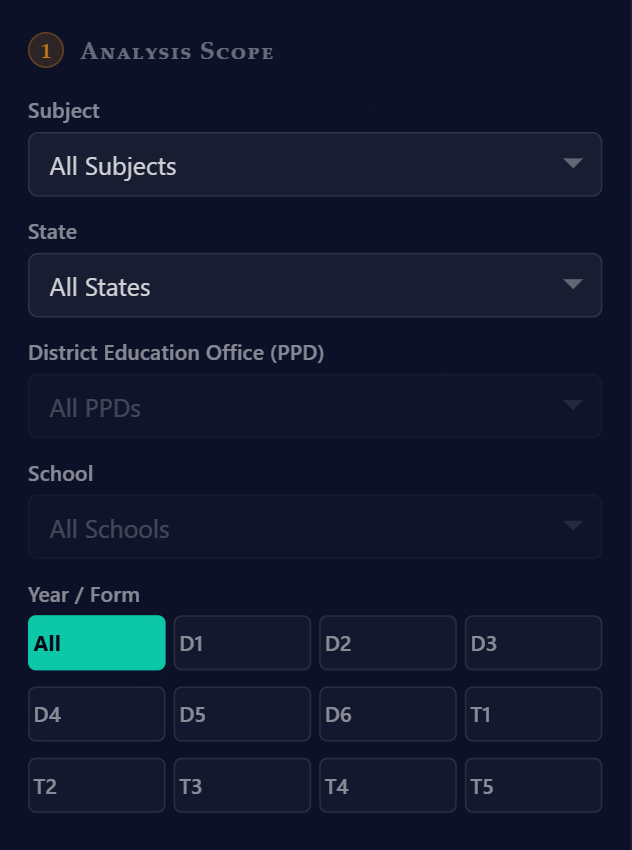 1 Analysis Scope
Subject
All Subjects
State
All States
District Education Office (PPD)
All PPDs
School
All Schools
Year / Form
All D1 D2 D3
D4 D5 D6 T1
T2 T3 T4 T5